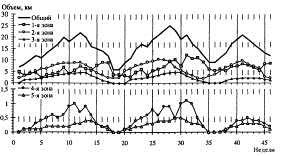 Объем, км
30
25
20
15
10
5
0
Общий
1-я зона
2-я зона
3-я зона
1,5
1
0,5
0
4-я зона
5-я зона
1 5 10 15 20 25 30 35 40 45
Недели